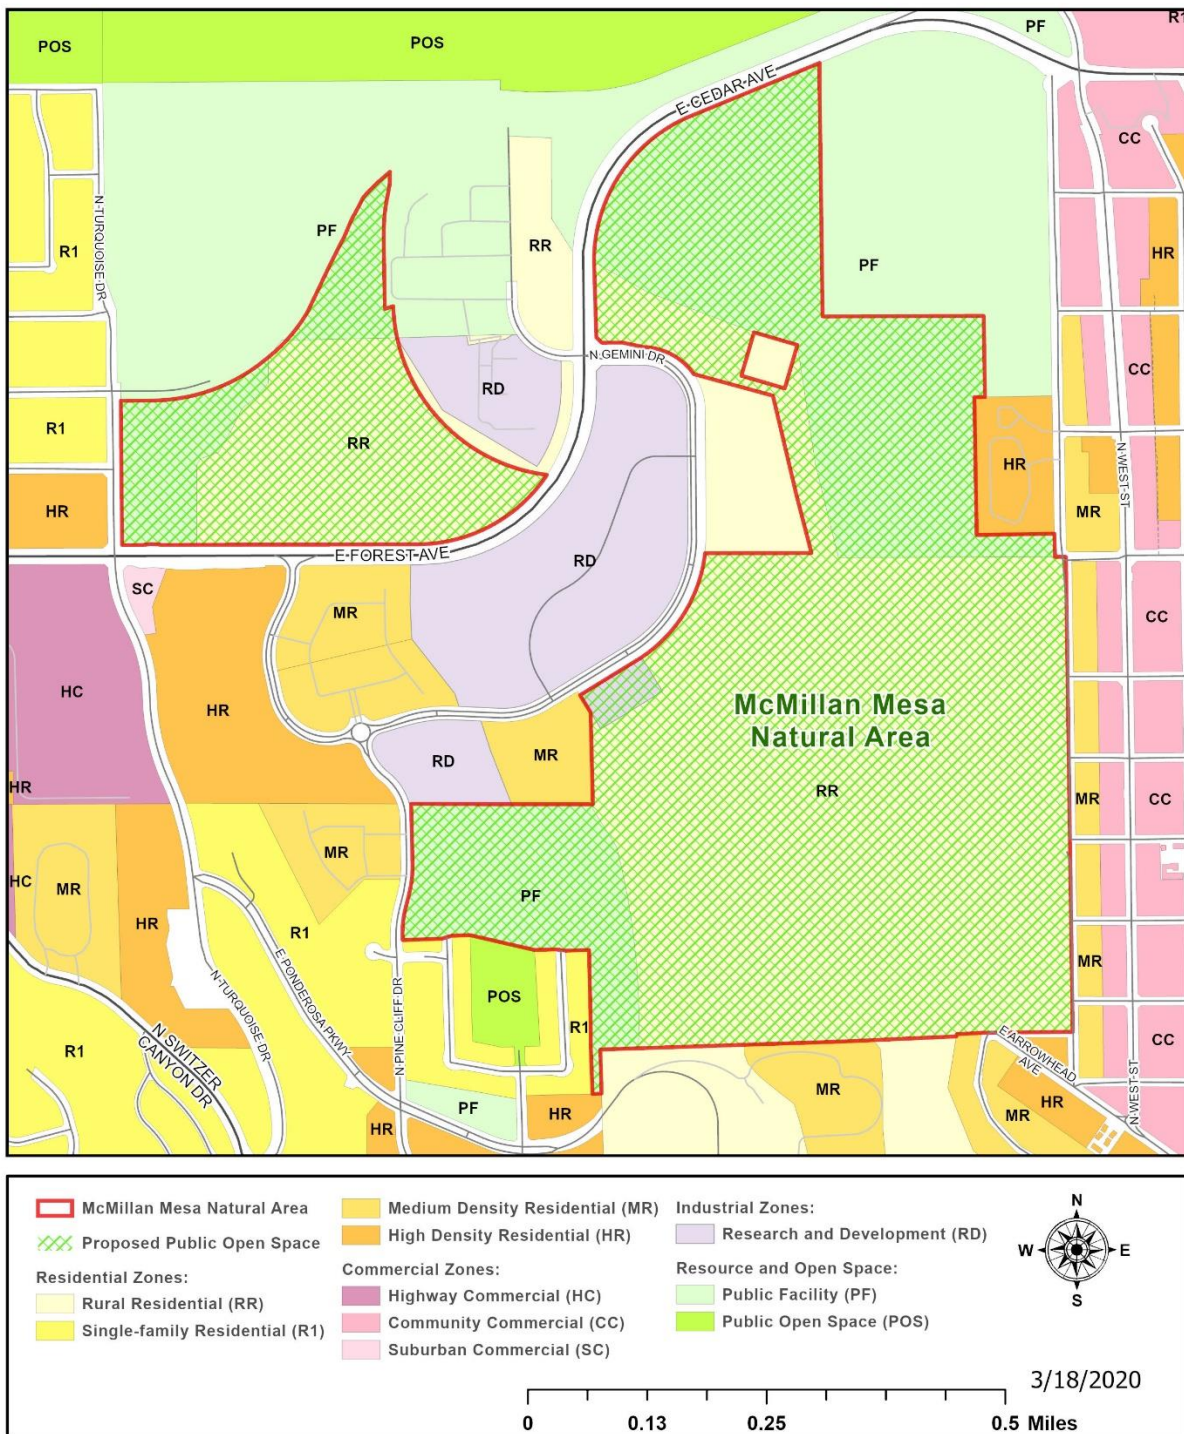 R1
PF
POS
POS
E CEDAR AVE
CC
N TURQUOISE DR
R1
PF
RR
HR
PF
N GEMINI DR
RD
CC
R1
RR
HR
N WEST ST
HR
MR
E FOREST AVE
RD
SC
MR
CC
HC
HR
McMillan Mesa
Natural Area
RD
MR
HR
RR
MR
CC
MR
HC
MR
PF
HR
R1
E PONDEROSA PKWY
MR
N TURQUOISE DR
N PINE CLIFF DR
POS
R1
N SWITZER
CANYON DR
R1
E ARROWHEAD
AVE
CC
MR
HR
PF
HR
HR
MR
N WEST ST
McMillan Mesa Natural Area
Proposed Public Open Space
Residential Zones:
Rural Residential (RR)
Single-family Residential (R1)
Medium Density Residential (MR)
High Density Residential (HR)
Commercial Zones:
Highway Commercial (HC)
Community Commercial (CC)
Suburban Commercial (SC)
Industrial Zones:
Research and Development (RD)
Resource and Open Space:
Public Facility (PF)
Public Open Space (POS)
N
W E
S
3/18/2020
0 0.13 0.25 0.5 Miles